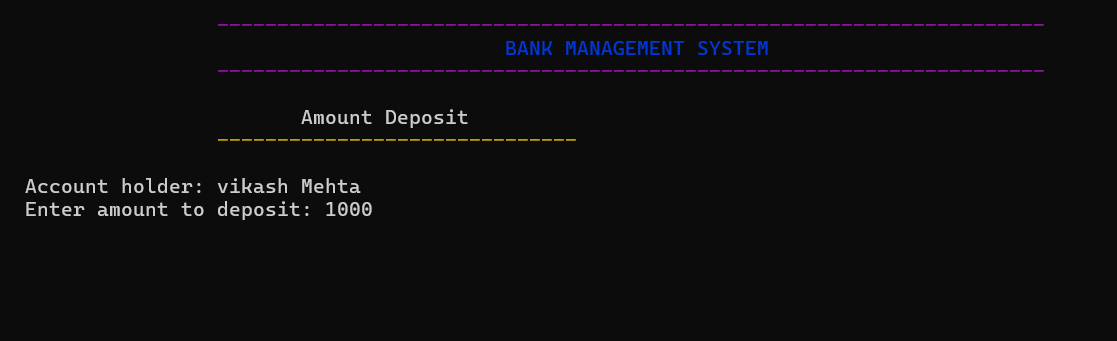 BANK MANAGEMENT SYSTEM
Amount Deposit
Account holder: vikash Mehta
Enter amount to deposit: 1000